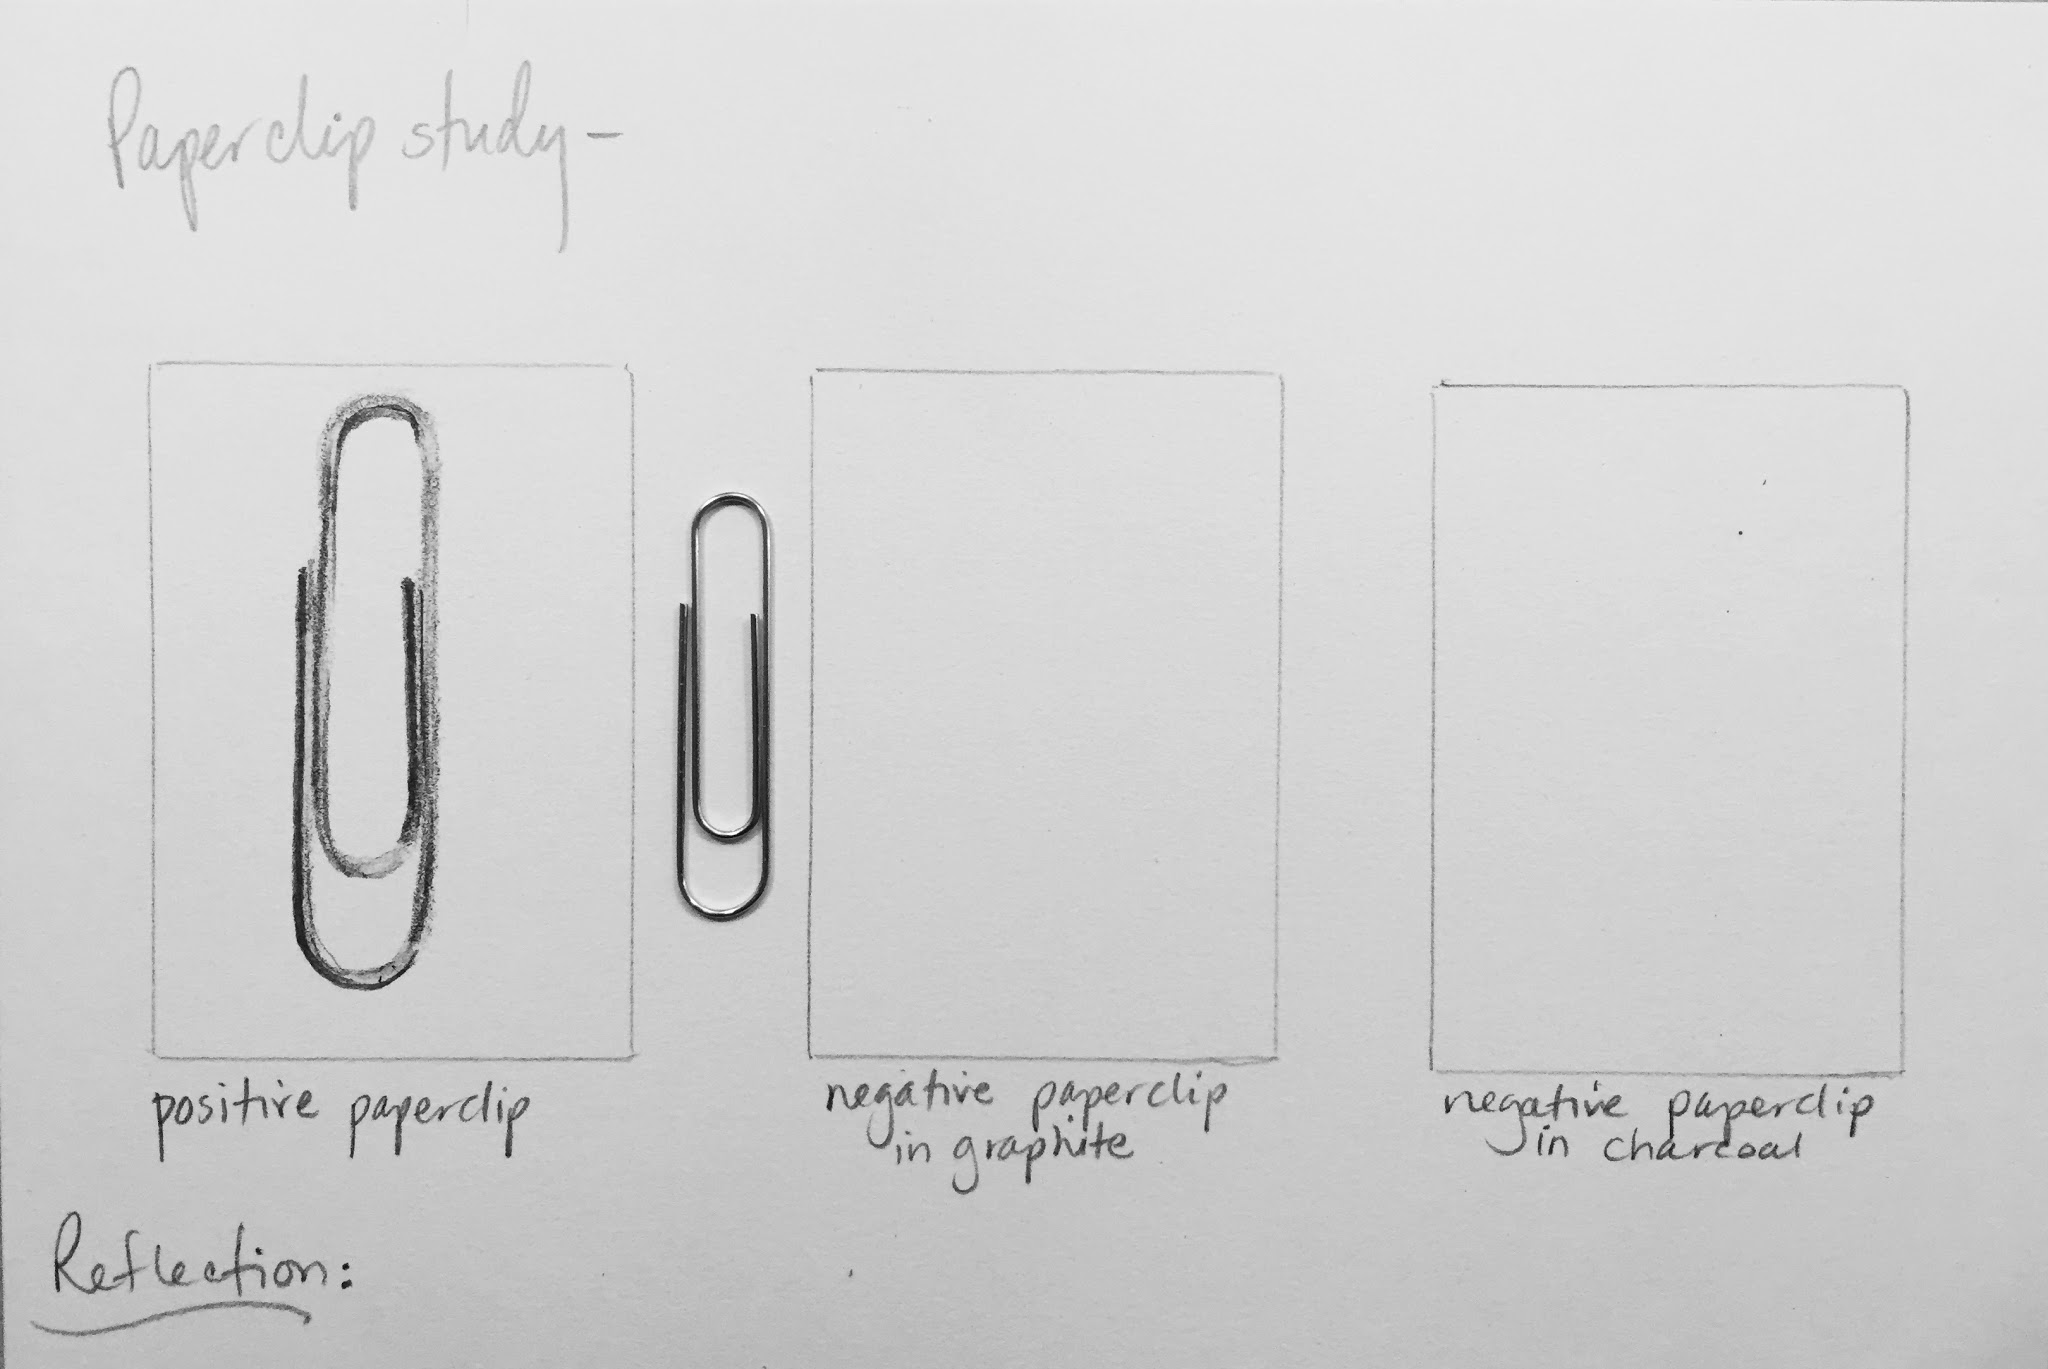 Paperclip study-
positive paperclip
negative paperclip
in graphite
negative paperclip
in charcoal
Reflection: